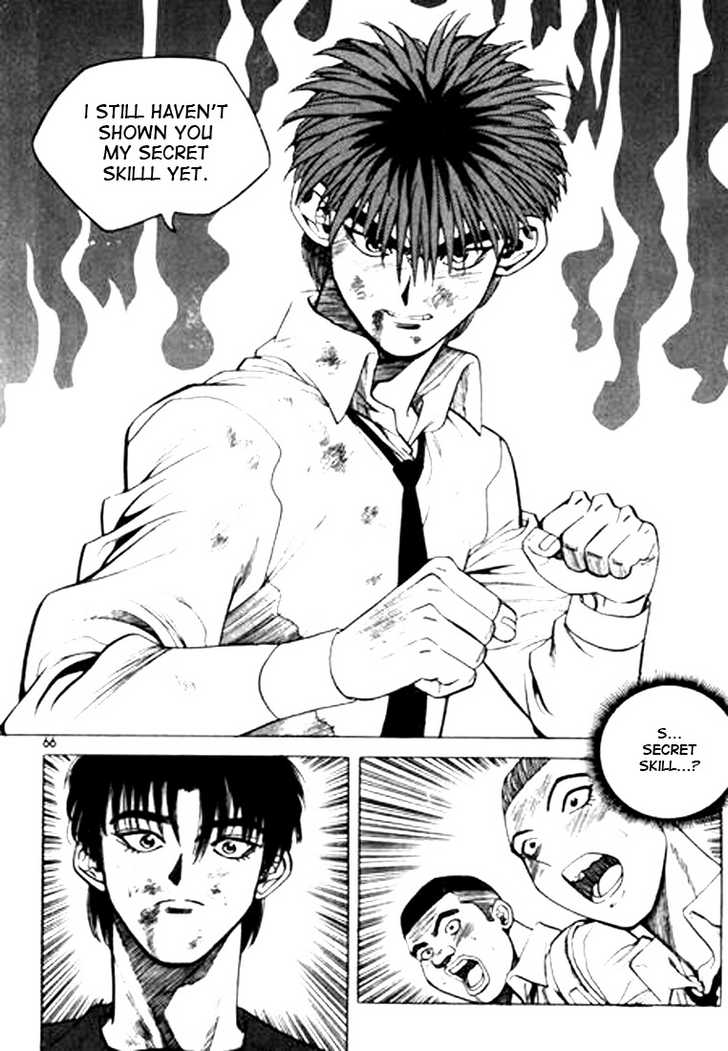 I STILL HAVEN'T
SHOWN YOU
MY SECRET
SKILLL YET.
66
S...
SECRET
SKILL...?